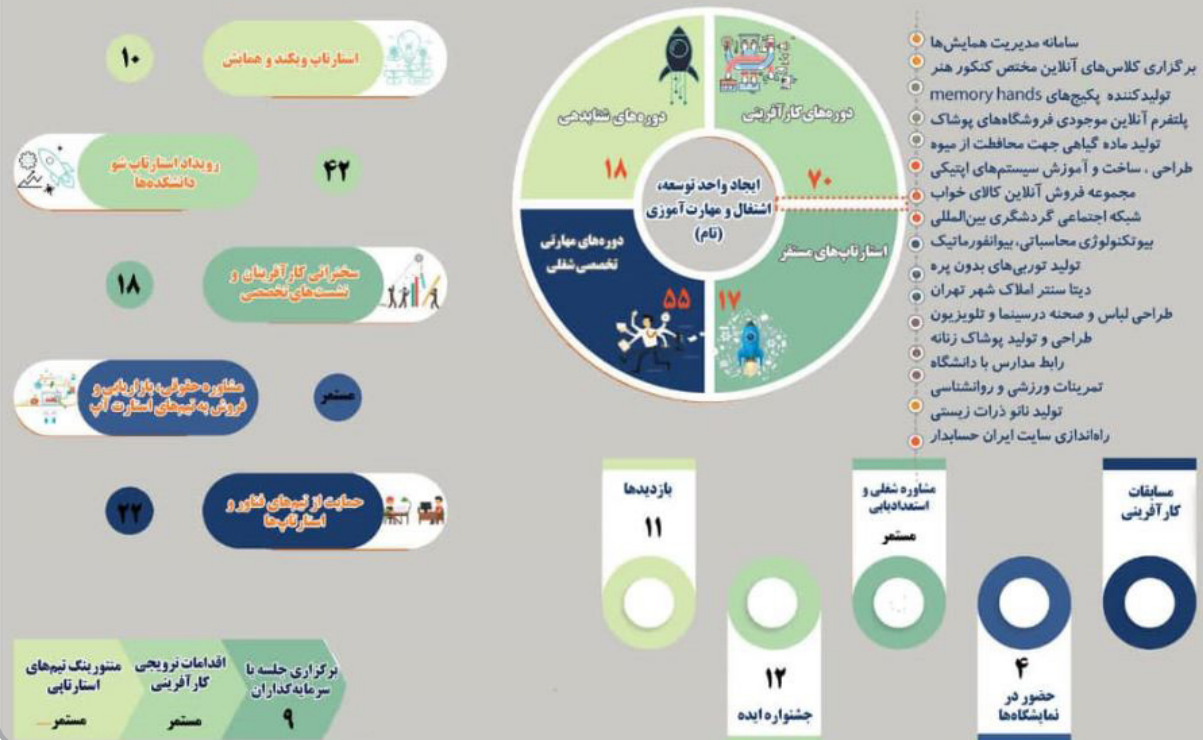 سامانه مدیریت همایش‌ها
برگزاری کلاس‌های آنلاین مختص کنکور هنر
تولیدکننده پکیج‌های memory hands
پلتفرم آنلاین موجودی فروشگاه‌های پوشاک
تولید ماده گیاهی جهت محافظت از میوه
طراحی ، ساخت و آموزش سیستم‌های اپتیکی
مجموعه فروش آنلاین کالای خواب
شبکه اجتماعی گردشگری بین‌المللی
بیوتکنولوژی محاسباتی، بیوانفورماتیک
تولید توربی‌های بدون پره
دیتا سنتر املاک شهر تهران
طراحی لباس و صحنه درسینما و تلویزیون
طراحی و تولید پوشاک زنانه
رابط مدارس با دانشگاه
تمرینات ورزشی و روانشناسی
تولید نانو ذرات زیستی
راه‌اندازی سایت ایران حسابدار
دوره‌های کارآفرینی
۷۰
دوره‌های شتابدهی
۱۸
ایجاد واحد توسعه،
اشتغال و مهارت‌آموزی
(تام)
استارتاپ‌های مستقر
۱۷
دوره‌های مهارتی
تخصصی شغلی
۵۵
استارتاپ ویکند و همایش
۱۰
رویداد استارتاپ شو
دانشکده‌ها
۴۲
سخنرانی کارآفرینان و
نشست‌های تخصصی
۱۸
مشاوره حقوقی، بازاریابی و
فروش به تیم‌های استارت آپ
مستمر
حمایت از تیم‌های فناور و
استارتاپ‌ها
۲۲
مسابقات
کارآفرینی
۴
حضور در
نمایشگاه‌ها
مشاوره شغلی و
استعدادیابی
مستمر
۱۲
جشنواره ایده
بازدیدها
۱۱
برگزاری جلسه با
سرمایه‌گذاران
۹
اقدامات ترویجی
کارآفرینی
مستمر
منتورینگ تیم‌های
استارتاپی
مستمر